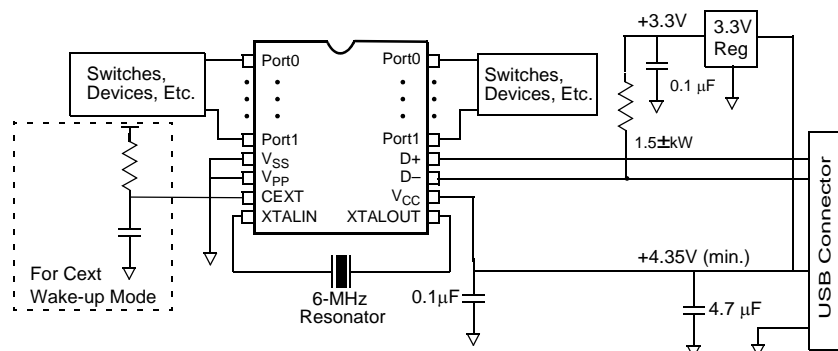 +3.3V
3.3V
Reg
0.1 µF
1.5±kW
Switches,
Devices, Etc.
Port0
Port1
VSS
VPP
CEXT
XTALIN
Port0
Port1
D+
D–
VCC
XTALOUT
Switches,
Devices, Etc.
For Cext
Wake-up Mode
6-MHz
Resonator
0.1µF
+4.35V (min.)
4.7 µF
USB Connector